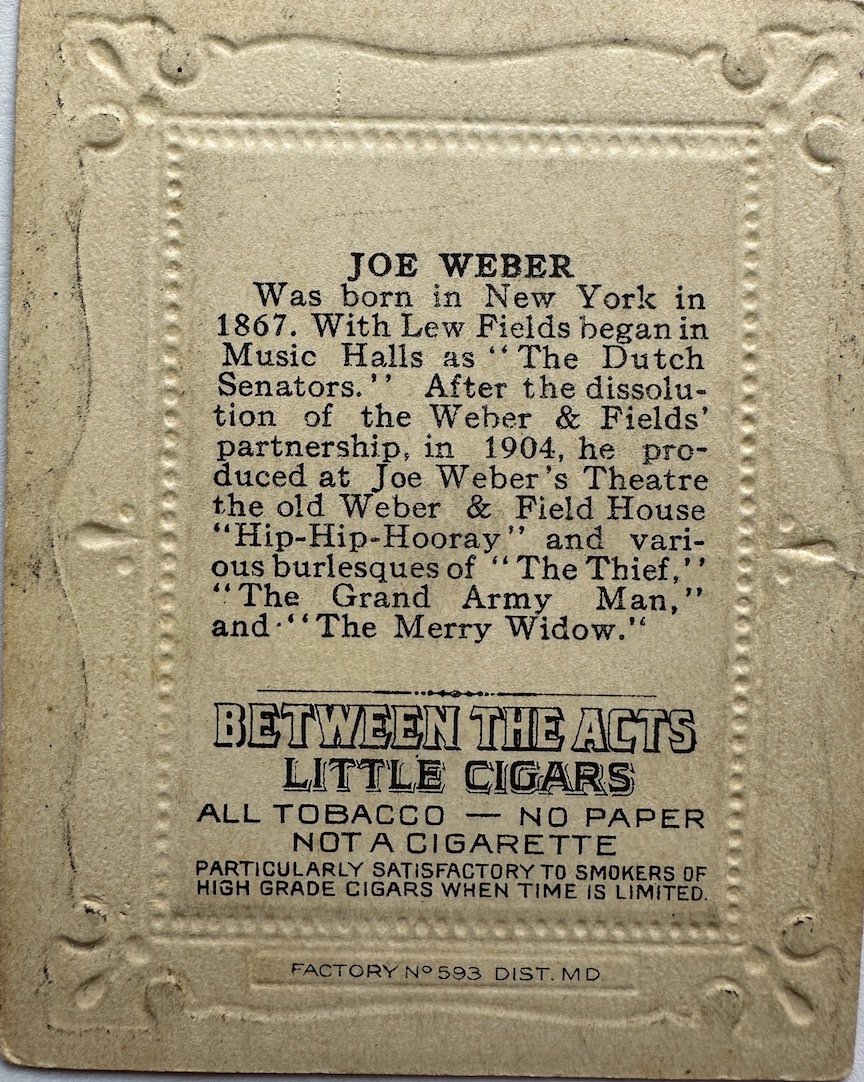 JOE WEBER
Was born in New York in
1867. With Lew Fields began in
Music Halls as "The Dutch
Senators." After the dissolu-
tion of the Weber & Fields'
partnership, in 1904, he pro-
duced at Joe Weber's Theatre
the old Weber & Field House
"Hip-Hip-Hooray" and vari-
ous burlesques of "The Thief,"
"The Grand Army Man,"
and "The Merry Widow."
BETWEEN THE ACTS
LITTLE CIGARS
ALL TOBACCO — NO PAPER
NOT A CIGARETTE
PARTICULARLY SATISFACTORY TO SMOKERS OF
HIGH GRADE CIGARS WHEN TIME IS LIMITED.
FACTORY Nº 593 DIST. MD.